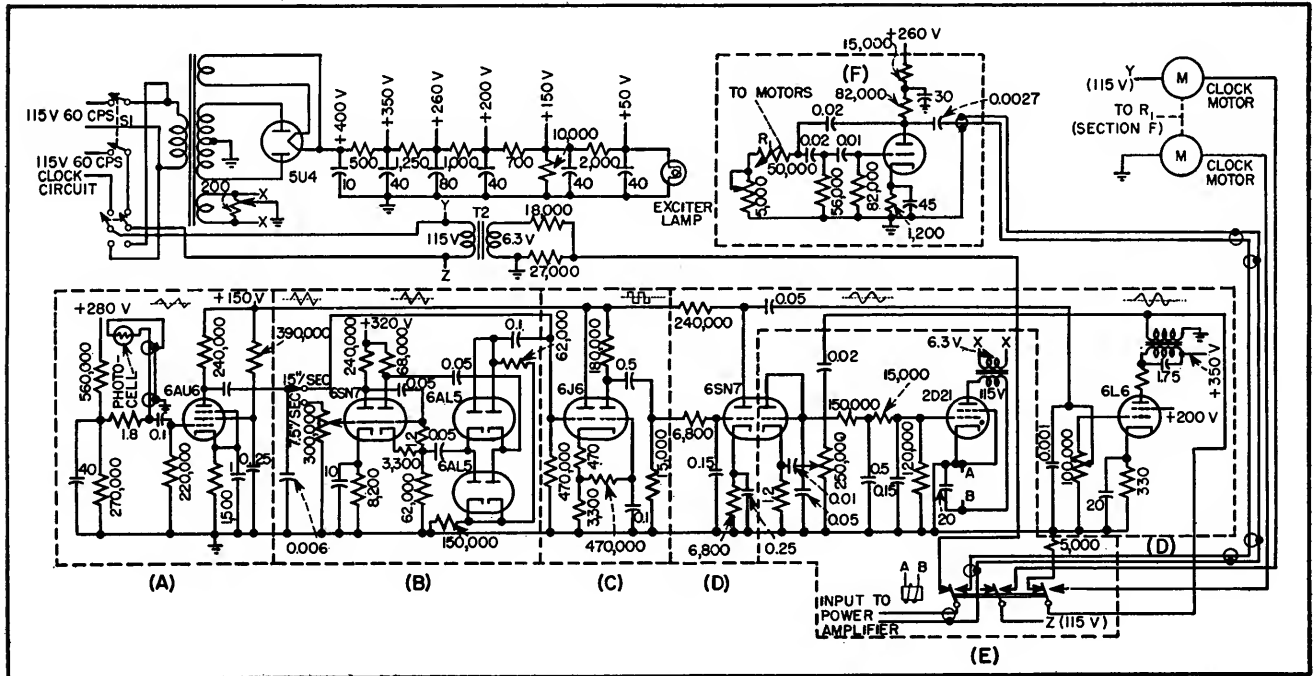 115V 60 CPS
S1
115V 60 CPS
CLOCK
CIRCUIT
200
X
X
5U4
+400 V
+350 V
+260 V
+200 V
+150 V
+50 V
500
1,250
1,000
700
10,000
2,000
10
40
80
40
40
40
EXCITER
LAMP
Y
115V
Z
T2
6.3 V
18,000
27,000
+260 V
15,000
(F)
82,000
30
0.0027
TO MOTORS
0.02
R1
50,000
0.02
0.01
5,000
56,000
82,000
45
1,200
Y
(115 V)
M
CLOCK
MOTOR
TO R1
(SECTION F)
M
CLOCK
MOTOR
+280 V
+150 V
560,000
PHOTO-
CELL
240,000
390,000
6AU6
1.8
0.1
40
270,000
220,000
1,500
0.25
(A)
15"/SEC
7.5"/SEC
300,000
0.006
+320 V
240,000
68,000
6SN7
0.05
0.05
0.1
62,000
6AL5
0.05
1.2
3,300
6AL5
10
8,200
62,000
150,000
(B)
180,000
6J6
0.5
470,000
470
3,300
0.1
470,000
(C)
240,000
0.05
6SN7
6,800
0.15
6,800
0.25
(D)
0.02
15,000
150,000
250,000
1.2
0.01
0.05
0.5
0.15
120,000
6.3 V
X
X
2D21
115V
A
B
20
0.001
100,000
6L6
1.75
+350 V
+200 V
20
330
5,000
(D)
A B
INPUT TO
POWER
AMPLIFIER
Z (115 V)
(E)